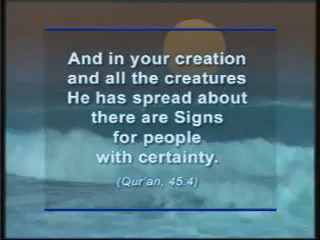 And in your creation
and all the creatures
He has spread about
there are Signs
for people
with certainty.
(Qur'an, 45:4)